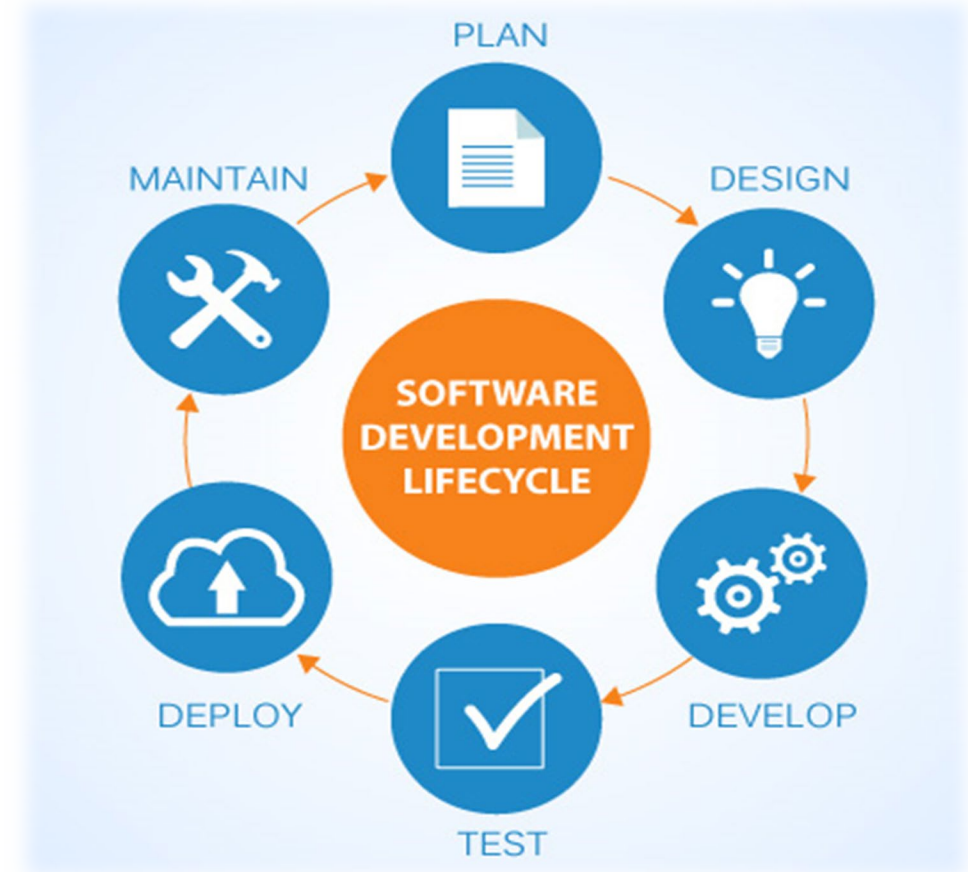 PLAN
MAINTAIN
DESIGN
SOFTWARE
DEVELOPMENT
LIFECYCLE
DEPLOY
DEVELOP
TEST